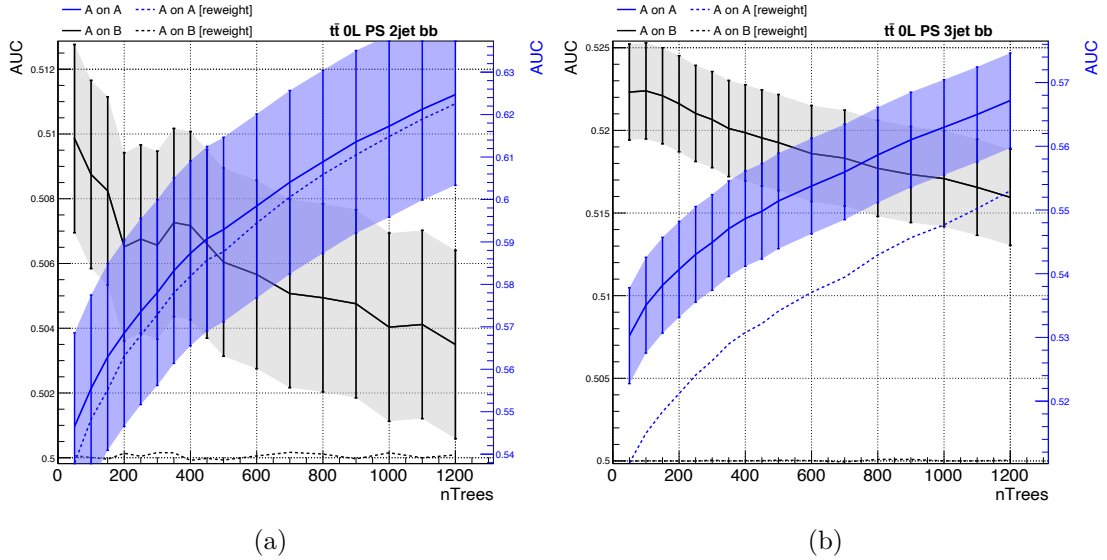 A on A A on A [reweight]
A on B A on B [reweight]
tt̄ 0L PS 2jet bb
AUC
AUC
0.512
0.51
0.508
0.506
0.504
0.502
0.5
0.63
0.62
0.61
0.6
0.59
0.58
0.57
0.56
0.55
0.54
0 200 400 600 800 1000 1200
nTrees
(a)
A on A A on A [reweight]
A on B A on B [reweight]
tt̄ 0L PS 3jet bb
AUC
AUC
0.525
0.52
0.515
0.51
0.505
0.5
0.57
0.56
0.55
0.54
0.53
0.52
0 200 400 600 800 1000 1200
nTrees
(b)